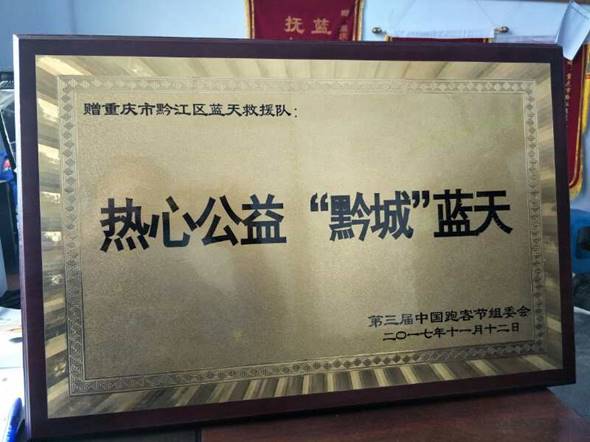 赠重庆市黔江区蓝天救援队：
热心公益 “黔城”蓝天
第三届中国跑客节组委会
二〇一七年十一月十二日